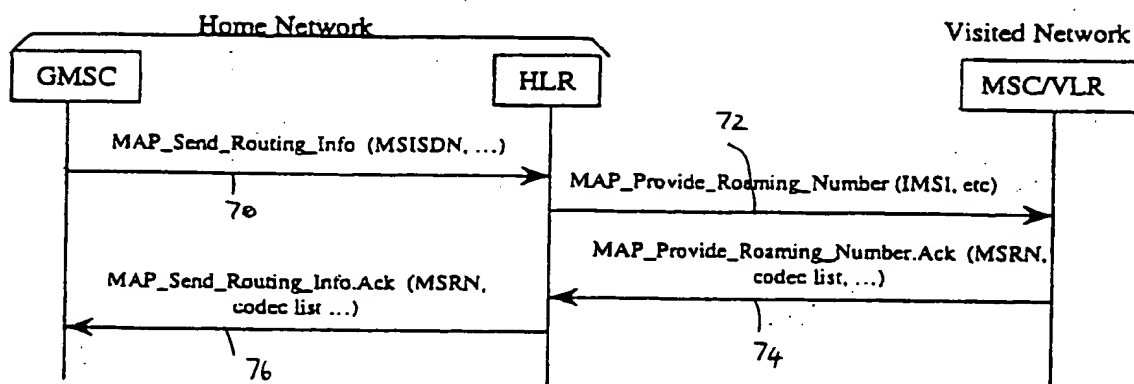 Home Network
Visited Network
GMSC
HLR
MSC/VLR
MAP_Send_Routing_Info (MSISDN, ...)
70
72
MAP_Provide_Roaming_Number (IMSI, etc)
MAP_Provide_Roaming_Number.Ack (MSRN,
codec list, ...)
74
MAP_Send_Routing_Info.Ack (MSRN,
codec list ...)
76